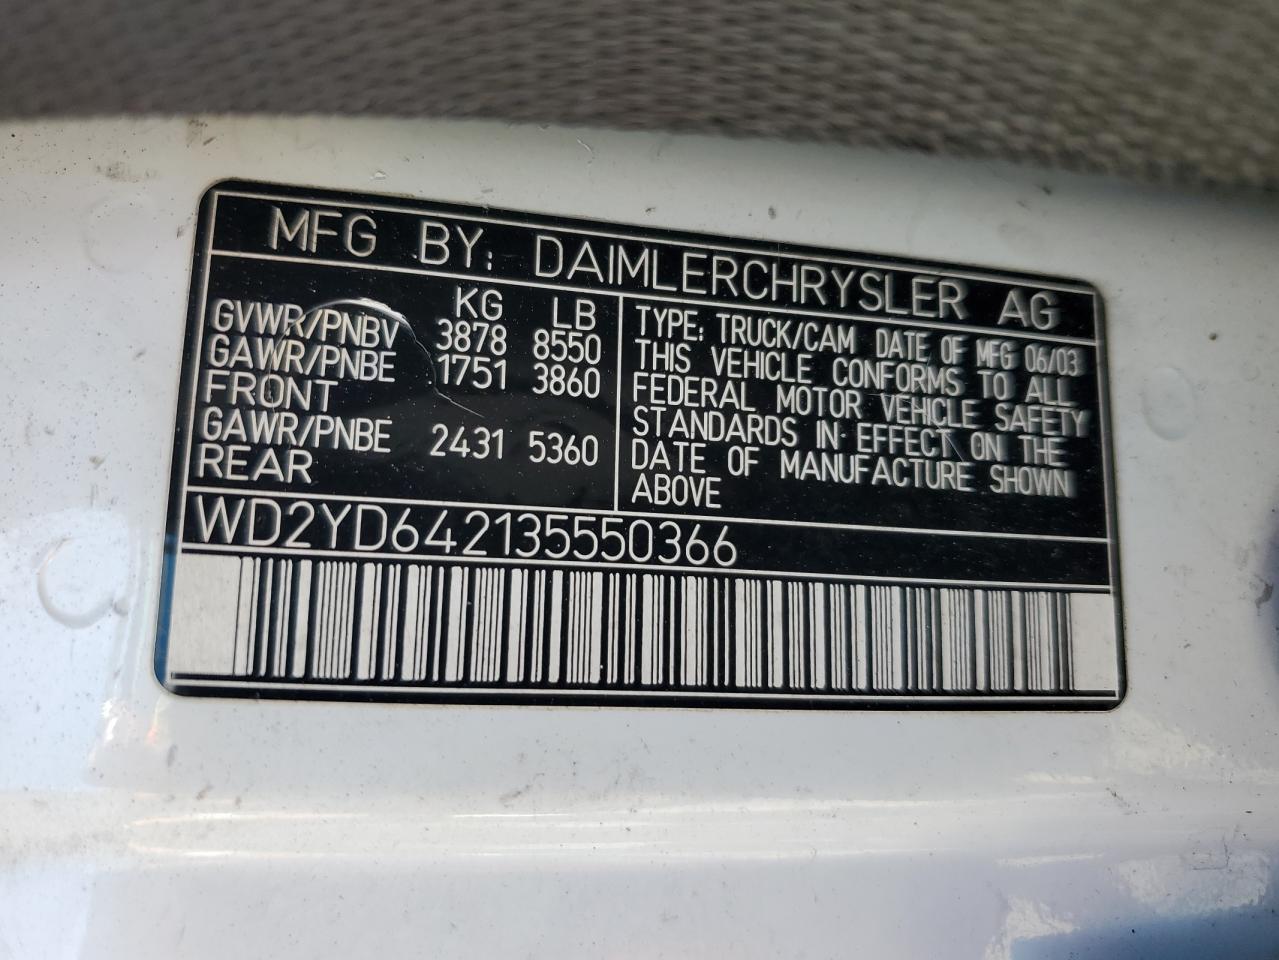 MFG BY: DAIMLERCHRYSLER AG
KG LB
GVWR/PNBV 3878 8550
GAWR/PNBE 1751 3860
FRONT
GAWR/PNBE 2431 5360
REAR
TYPE: TRUCK/CAM DATE OF MFG 06/03
THIS VEHICLE CONFORMS TO ALL
FEDERAL MOTOR VEHICLE SAFETY
STANDARDS IN EFFECT ON THE
DATE OF MANUFACTURE SHOWN
ABOVE
WD2YD642135550366